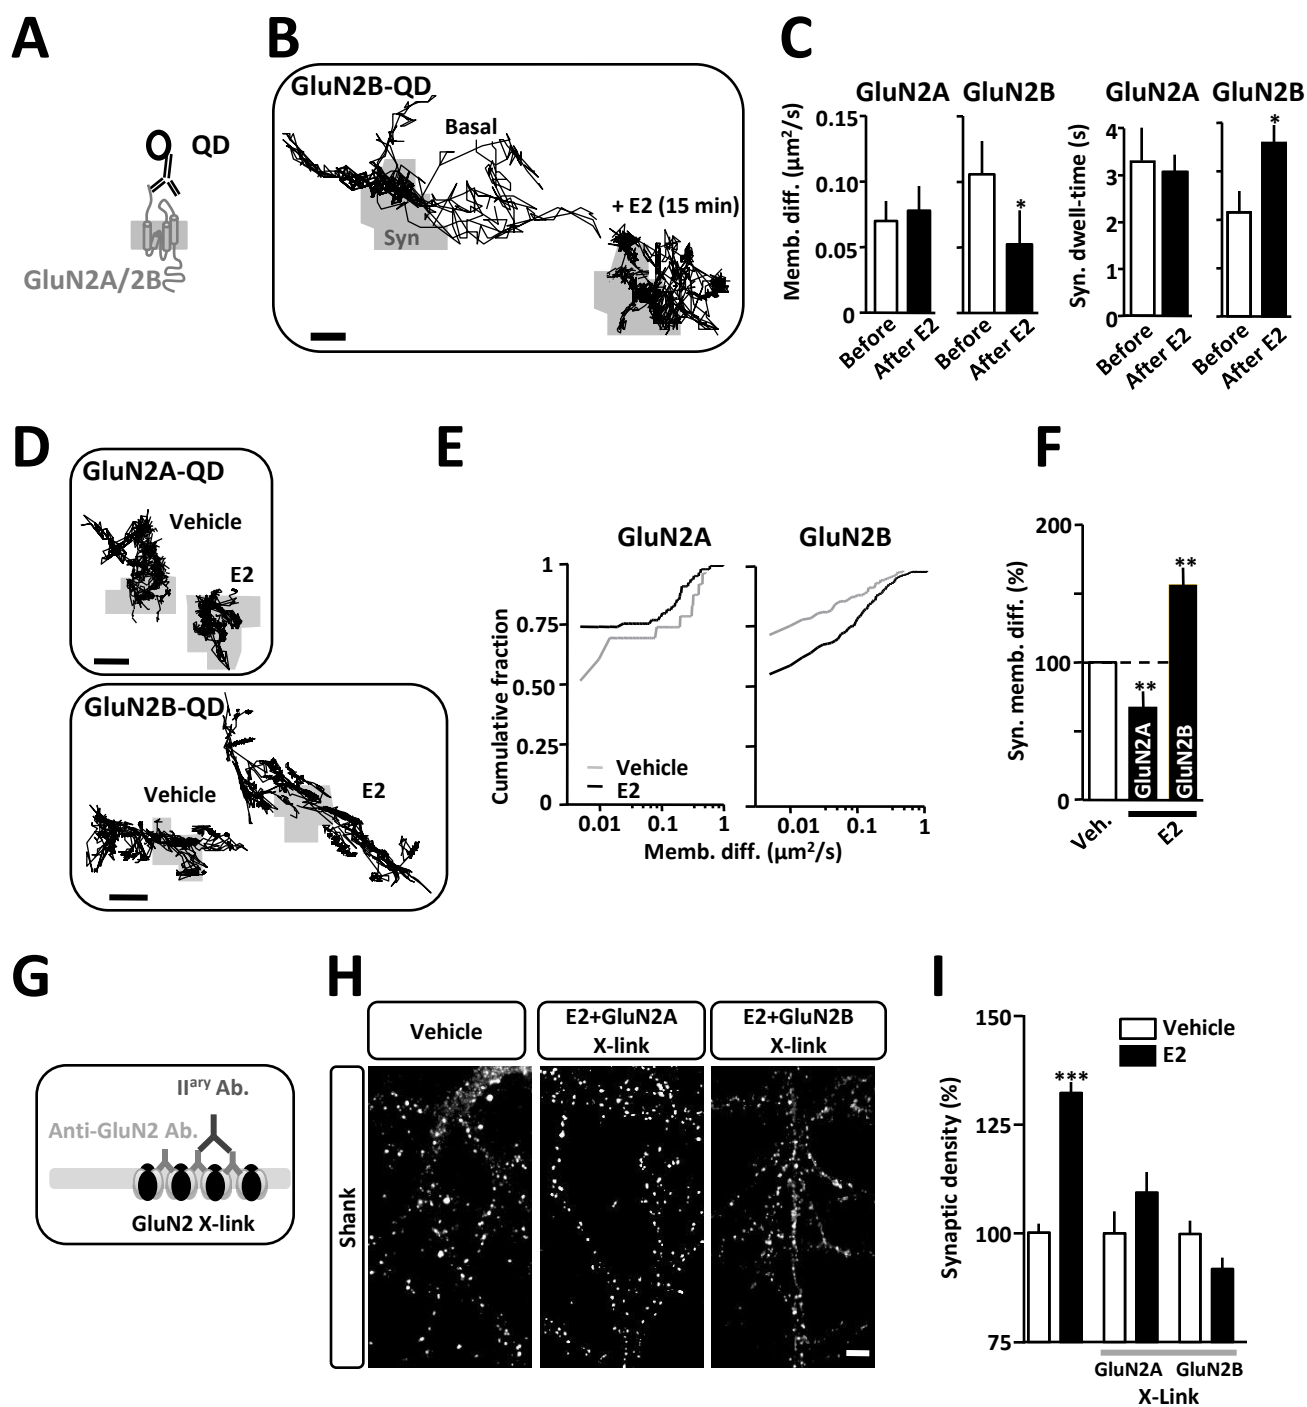 A
QD
GluN2A/2B
B
GluN2B-QD
Basal
+ E2 (15 min)
Syn
C
GluN2A GluN2B
Memb. diff. (µm²/s)
0.15
0.10
0.05
0
Before
After E2
*
Before
After E2
GluN2A GluN2B
Syn. dwell-time (s)
4
3
2
1
0
Before
After E2
*
Before
After E2
D
GluN2A-QD
Vehicle
E2
GluN2B-QD
Vehicle
E2
E
GluN2A
GluN2B
Cumulative fraction
1
0.75
0.50
0.25
0
Vehicle
E2
0.01 0.1 1
0.01 0.1 1
Memb. diff. (µm²/s)
F
Syn. memb. diff. (%)
200
100
0
**
**
GluN2A
GluN2B
Veh.
E2
G
IIary Ab.
Anti-GluN2 Ab.
GluN2 X-link
H
Vehicle
E2+GluN2A
X-link
E2+GluN2B
X-link
Shank
I
Synaptic density (%)
150
125
100
75
Vehicle
E2
***
GluN2A GluN2B
X-Link